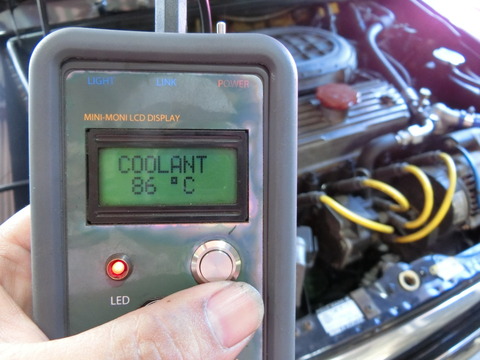 LIGHT LINK POWER
MINI-MONI LCD DISPLAY
COOLANT
86 °C
LED